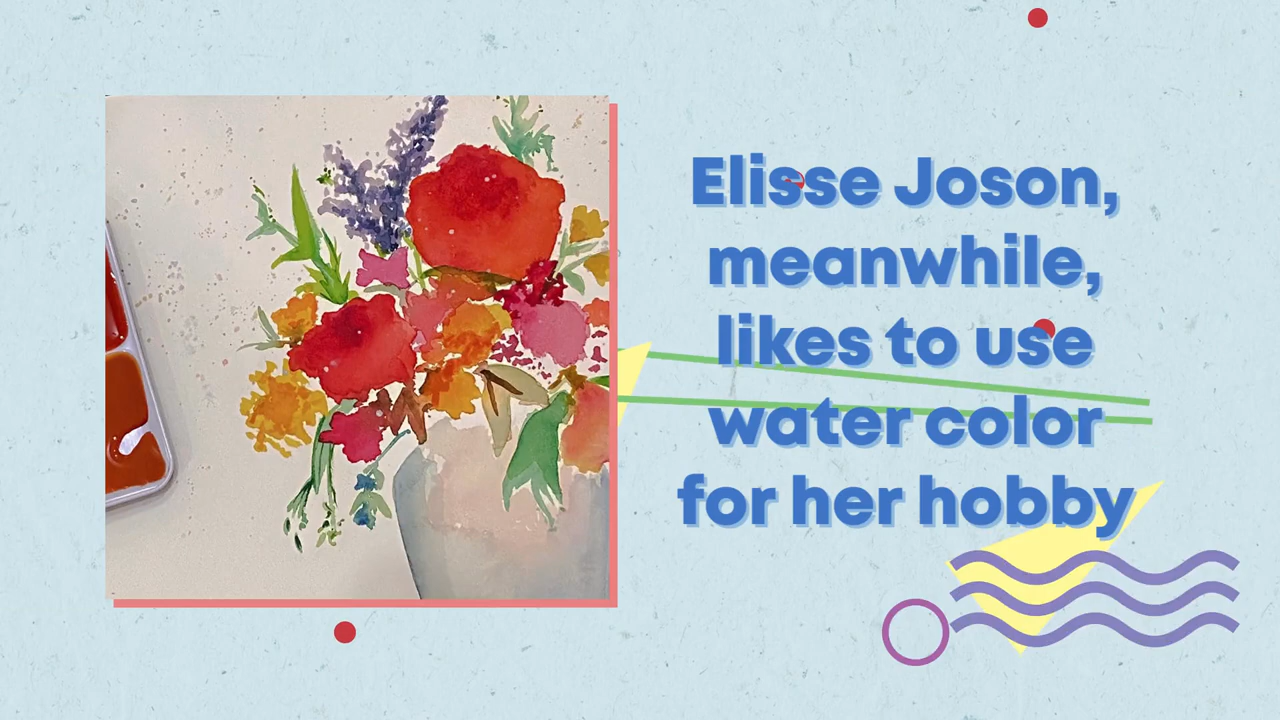 Elisse Joson,
meanwhile,
likes to use
water color
for her hobby